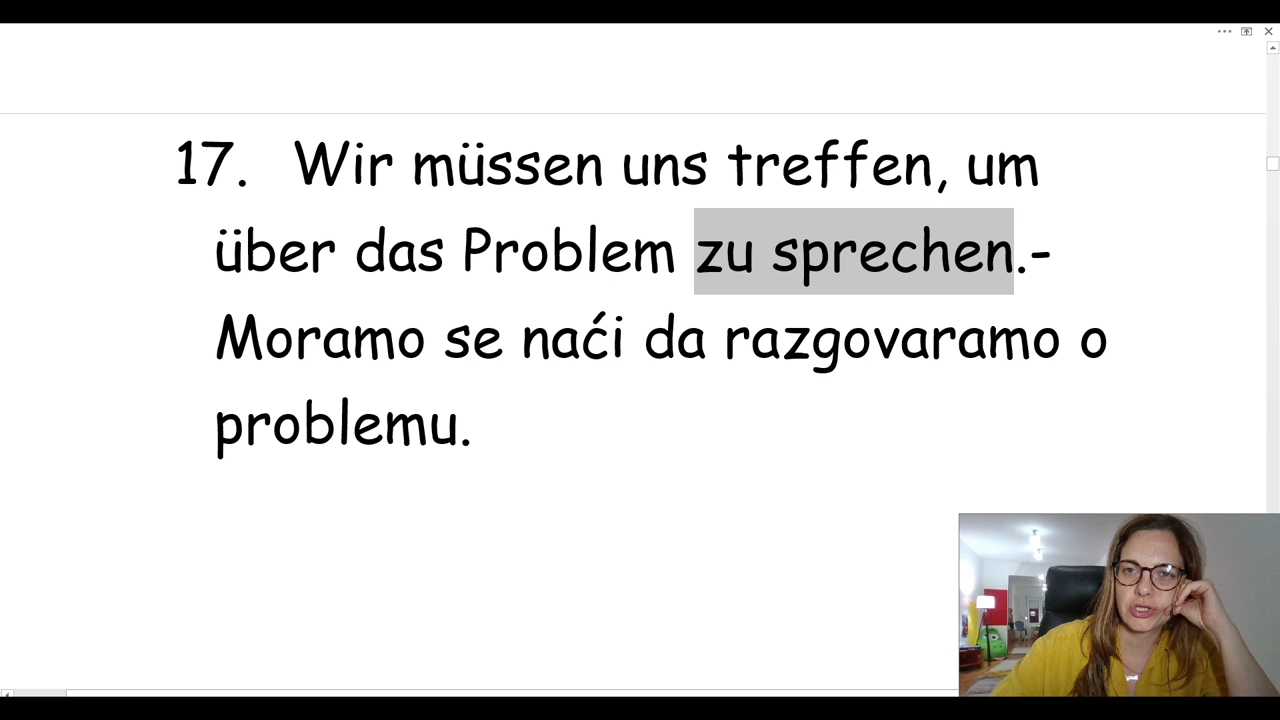 17. Wir müssen uns treffen, um
über das Problem zu sprechen.-
Moramo se naći da razgovaramo o
problemu.